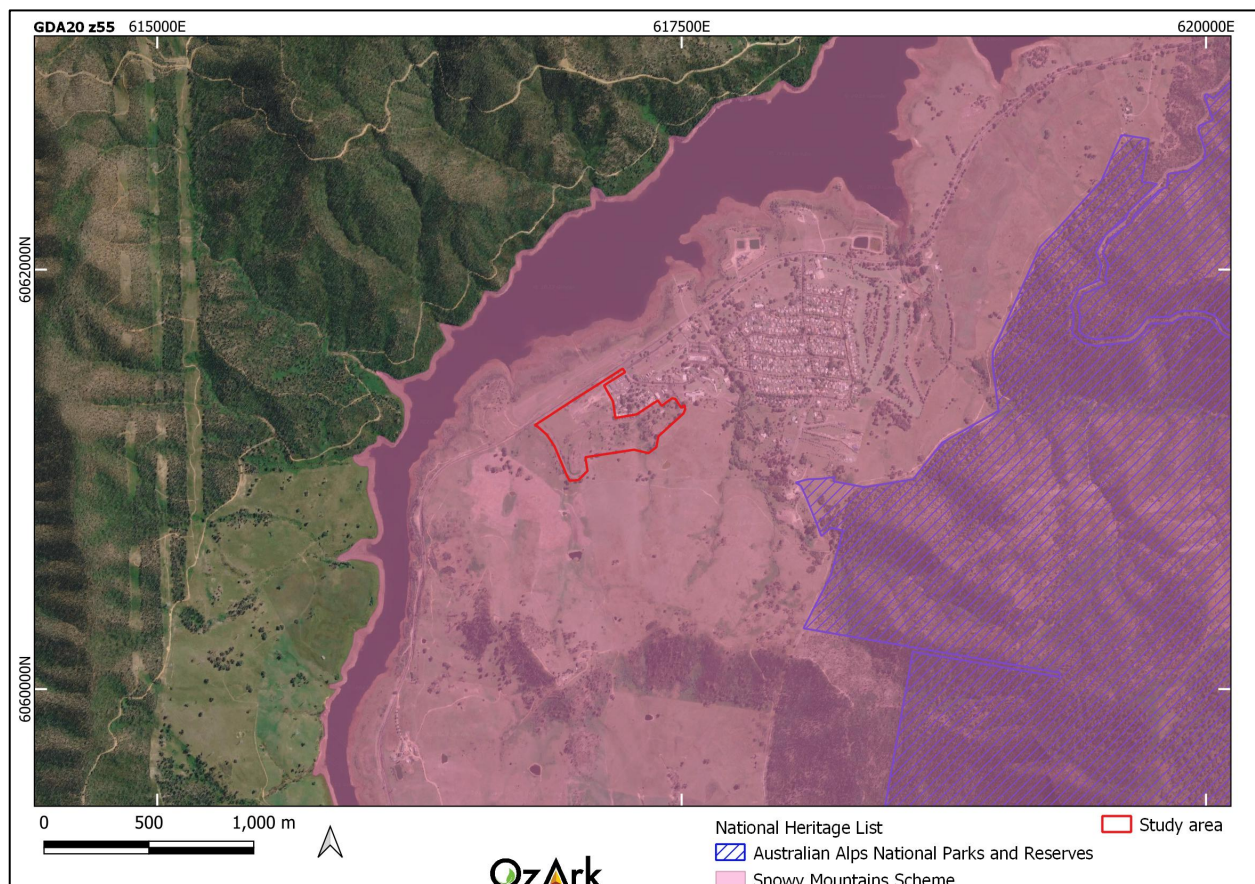 GDA20 z55 615000E 617500E 620000E
6062000N
6060000N
0 500 1,000 m
National Heritage List
Study area
Australian Alps National Parks and Reserves
Snowy Mountains Scheme
OzArk